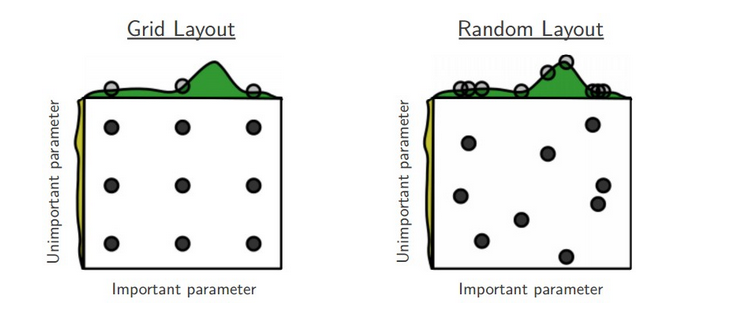 Grid Layout
Unimportant parameter
Important parameter
Random Layout
Unimportant parameter
Important parameter